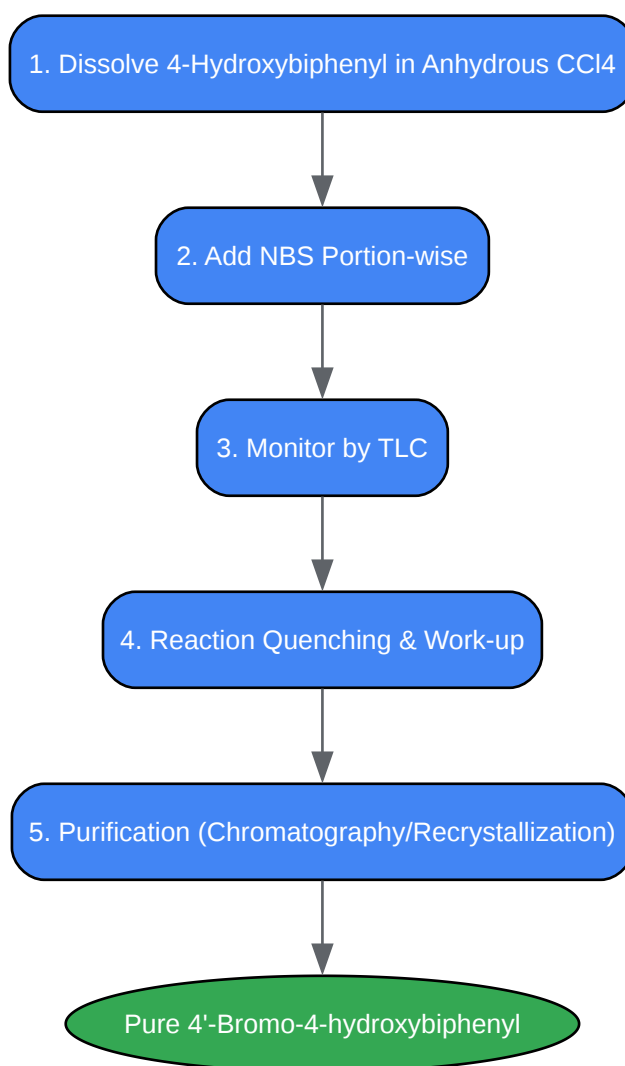 1. Dissolve 4-Hydroxybiphenyl in Anhydrous CCl4
2. Add NBS Portion-wise
3. Monitor by TLC
4. Reaction Quenching & Work-up
5. Purification (Chromatography/Recrystallization)
Pure 4'-Bromo-4-hydroxybiphenyl